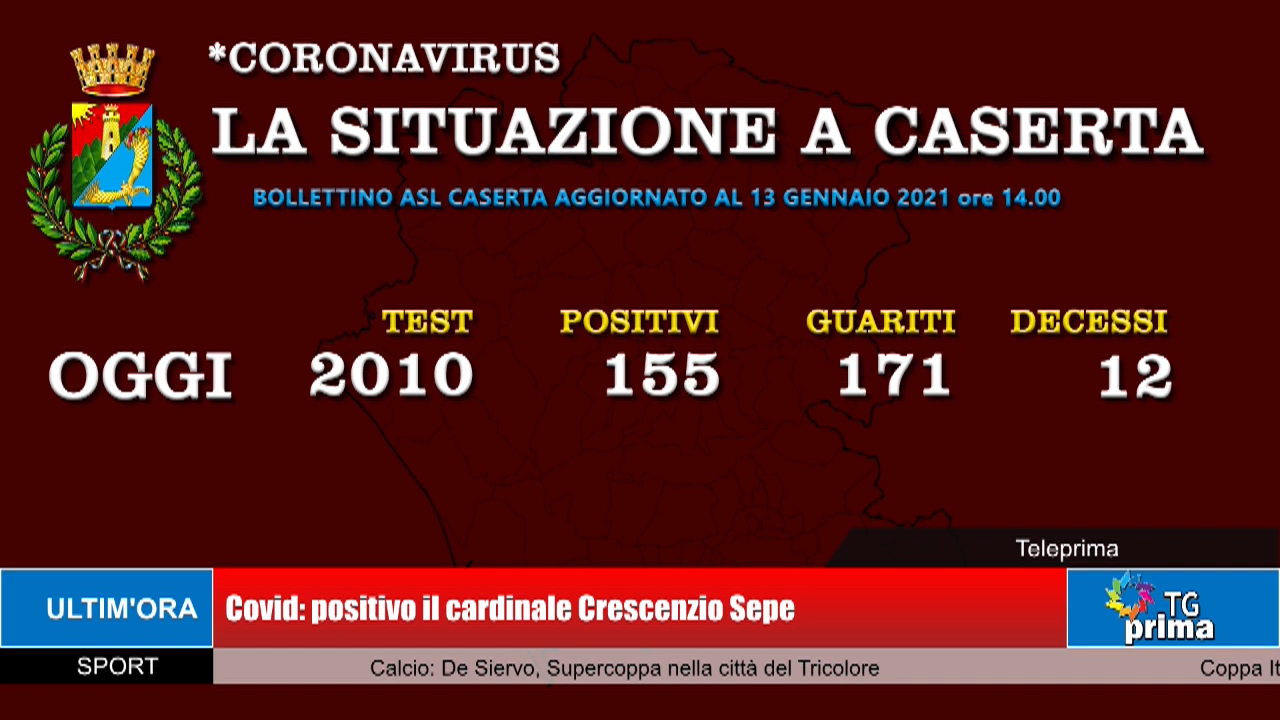 *CORONAVIRUS
LA SITUAZIONE A CASERTA
BOLLETTINO ASL CASERTA AGGIORNATO AL 13 GENNAIO 2021 ore 14.00
TEST POSITIVI GUARITI DECESSI
OGGI 2010 155 171 12
Teleprima
ULTIM'ORA Covid: positivo il cardinale Crescenzio Sepe
TG
prima
SPORT Calcio: De Siervo, Supercoppa nella città del Tricolore Coppa It